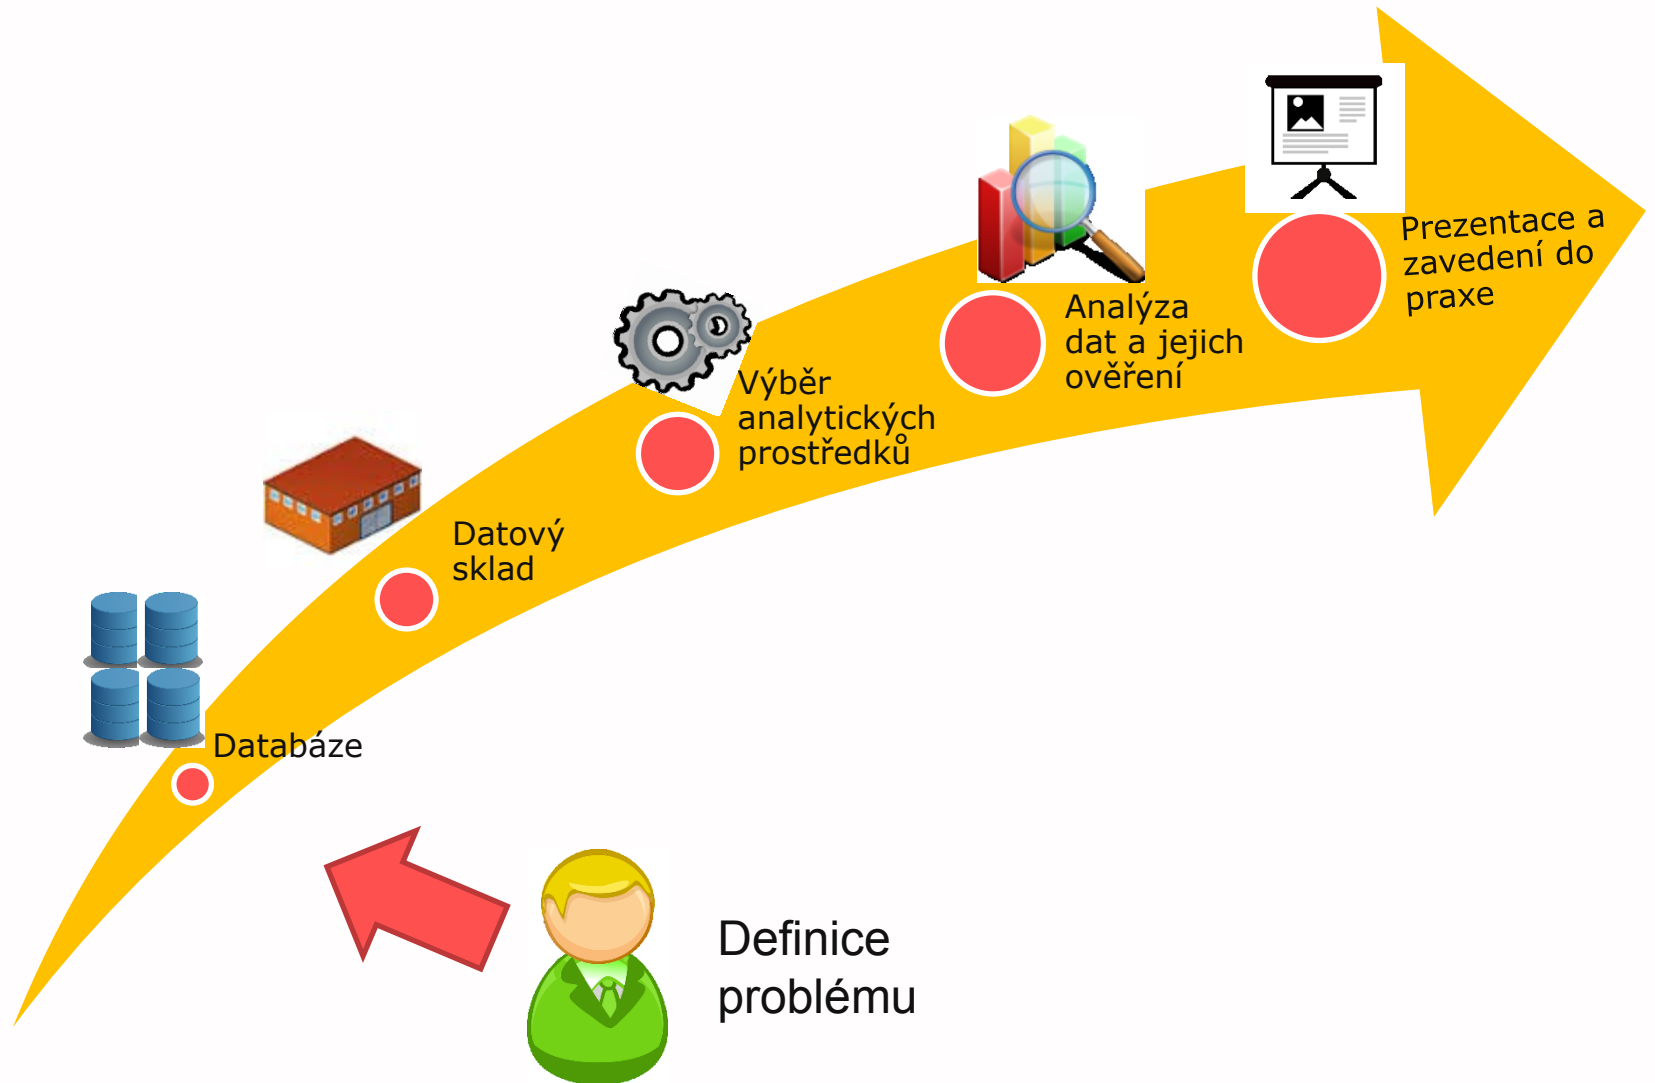 Databáze
Datový
sklad
Výběr
analytických
prostředků
Analýza
dat a jejich
ověření
Prezentace a
zavedení do
praxe
Definice
problému